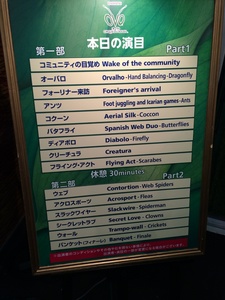 本日の演目
第一部 Part1
コミュニティの目覚め Wake of the community
オーバロ Orvalho・Hand Balancing・Dragonfly
フォーリナー来訪 Foreigner's arrival
アンツ Foot juggling and Icarian games・Ants
コクーン Aerial Silk・Coccon
バタフライ Spanish Web Duo・Butterflies
ディアボロ Diabolo・Firefly
クリーチュラ Creatura
フライング・アクト Flying Act・Scarabes
休憩 30minutes
第二部 Part2
ウェブ Contortion・Web Spiders
アクロスポーツ Acrosport・Fleas
スラックワイヤー Slackwire・Spiderman
シークレットラブ Secret Love・Clowns
ウォール Trampo-wall・Crickets
バンケット(フィナーレ) Banquet・Finale